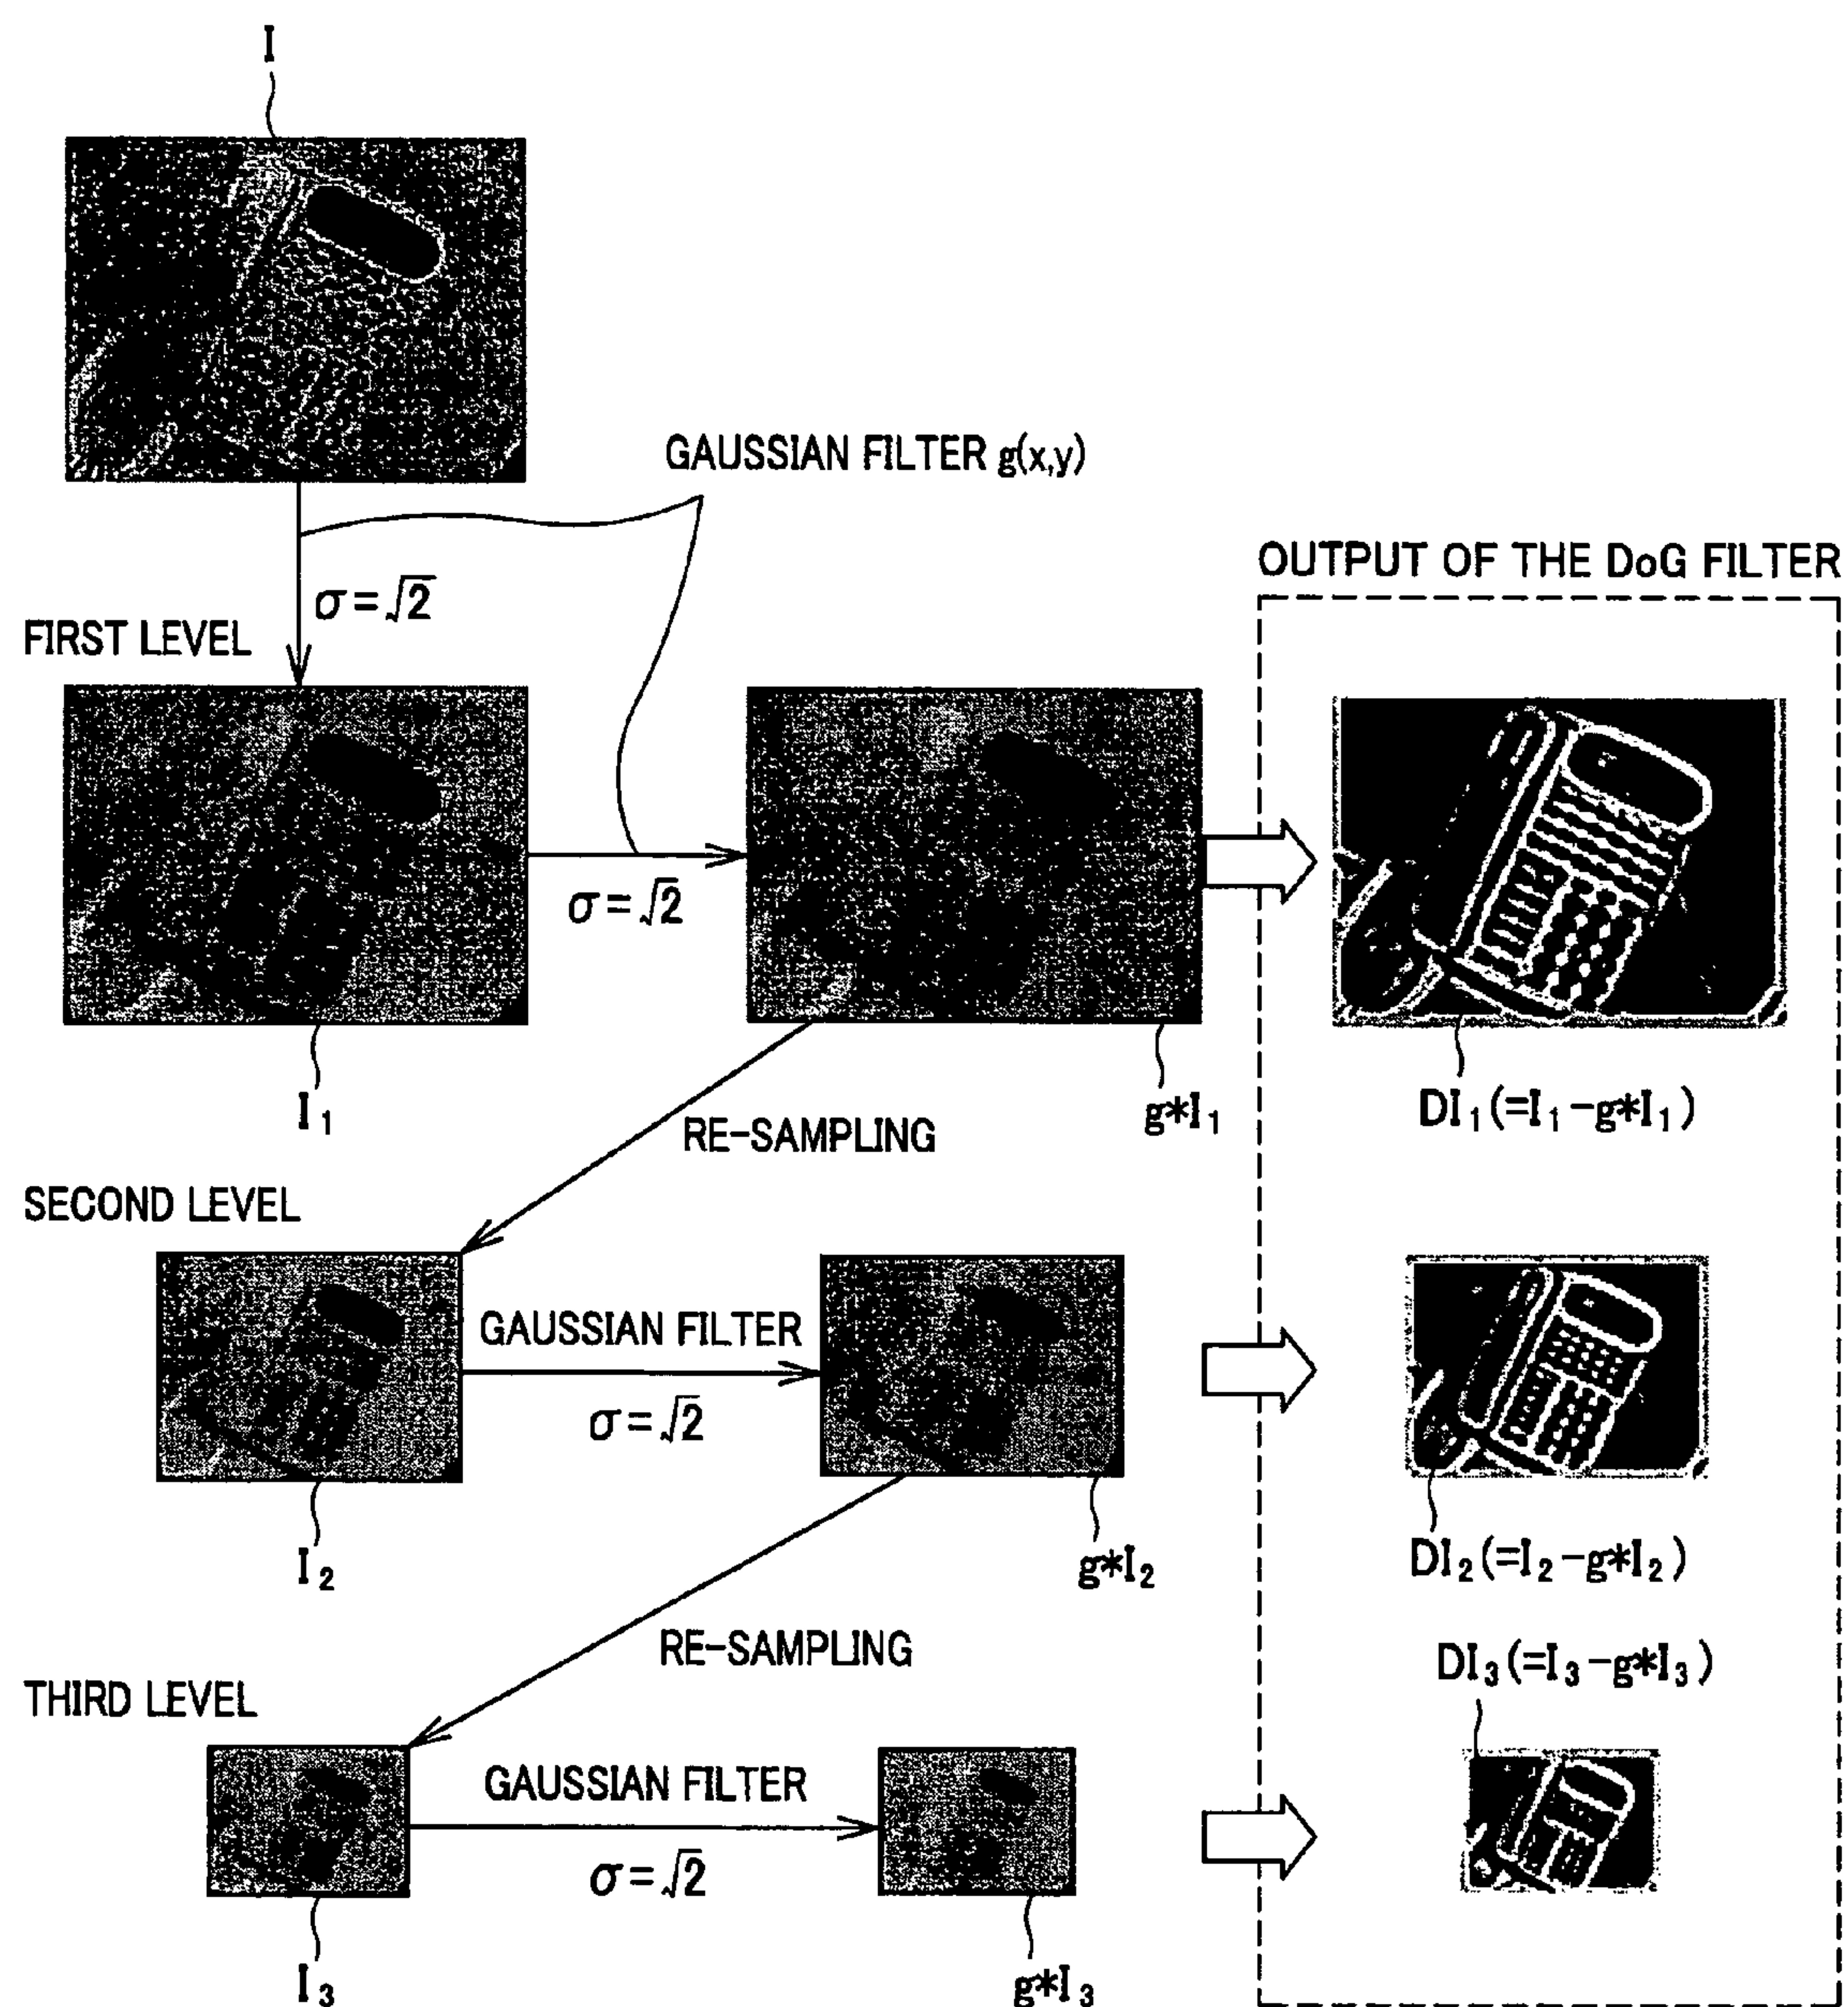 I
GAUSSIAN FILTER g(x,y)
σ=√2
OUTPUT OF THE DoG FILTER
FIRST LEVEL
σ=√2
I₁
g*I₁
DI₁(=I₁-g*I₁)
RE-SAMPLING
SECOND LEVEL
GAUSSIAN FILTER
σ=√2
I₂
g*I₂
DI₂(=I₂-g*I₂)
RE-SAMPLING
DI₃(=I₃-g*I₃)
THIRD LEVEL
GAUSSIAN FILTER
σ=√2
I₃
g*I₃